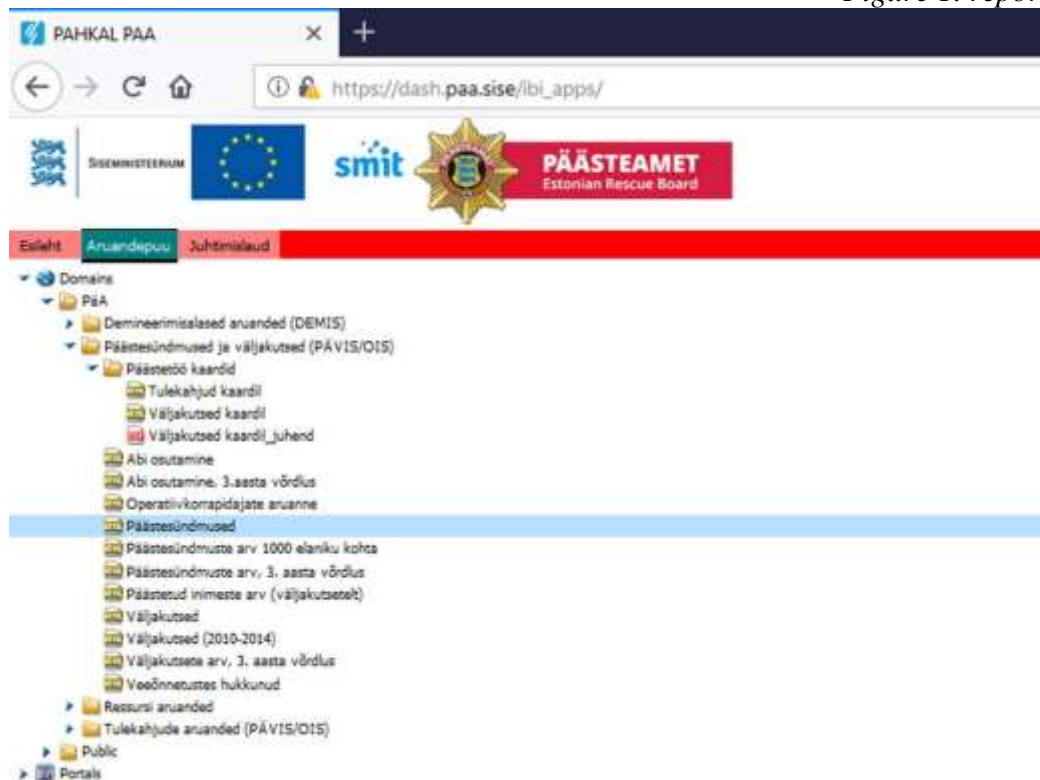 PAHKAL PAA
https://dash.paa.sise/ibi_apps/
SISEMINISTEERIUM
smit
PÄÄSTEAMET
Estonian Rescue Board
Esileht Aruandepuu Juhtimislaud
Domains
PäA
Demineerimisalased aruanded (DEMIS)
Päästesündmused ja väljakutsed (PÄVIS/OIS)
Päästetöö kaardid
Tulekahjud kaardil
Väljakutsed kaardil
Väljakutsed kaardil_juhend
Abi osutamine
Abi osutamine, 3.aasta võrdlus
Operatiivkorrapidajate aruanne
Päästesündmused
Päästesündmuste arv 1000 elaniku kohta
Päästesündmuste arv, 3. aasta võrdlus
Päästetud inimeste arv (väljakutsetelt)
Väljakutsed
Väljakutsed (2010-2014)
Väljakutsete arv, 3. aasta võrdlus
Veeõnnetustes hukkunud
Ressursi aruanded
Tulekahjude aruanded (PÄVIS/OIS)
Public
Portals